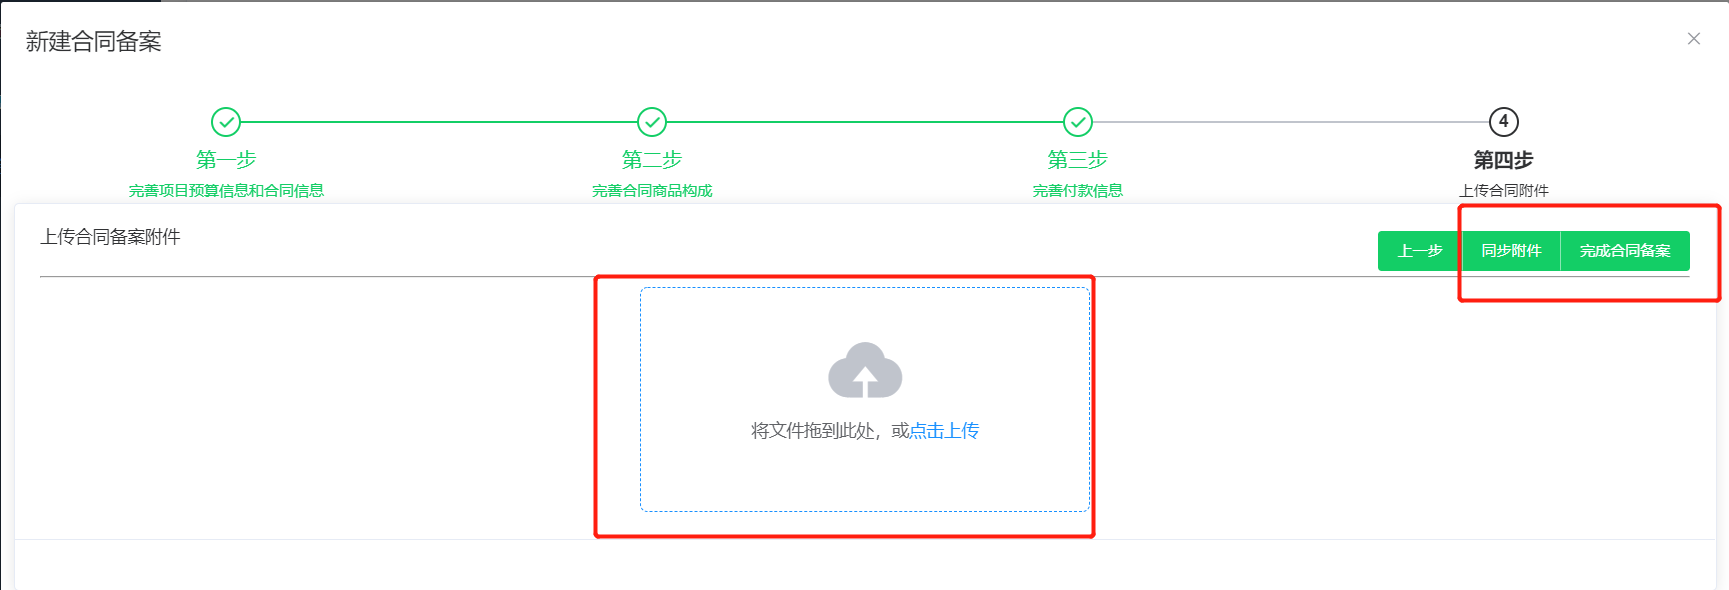 新建合同备案
4
第一步
第二步
第三步
第四步
完善项目预算信息和合同信息
完善合同商品构成
完善付款信息
上传合同附件
上传合同备案附件
上一步
同步附件
完成合同备案
将文件拖到此处，或点击上传